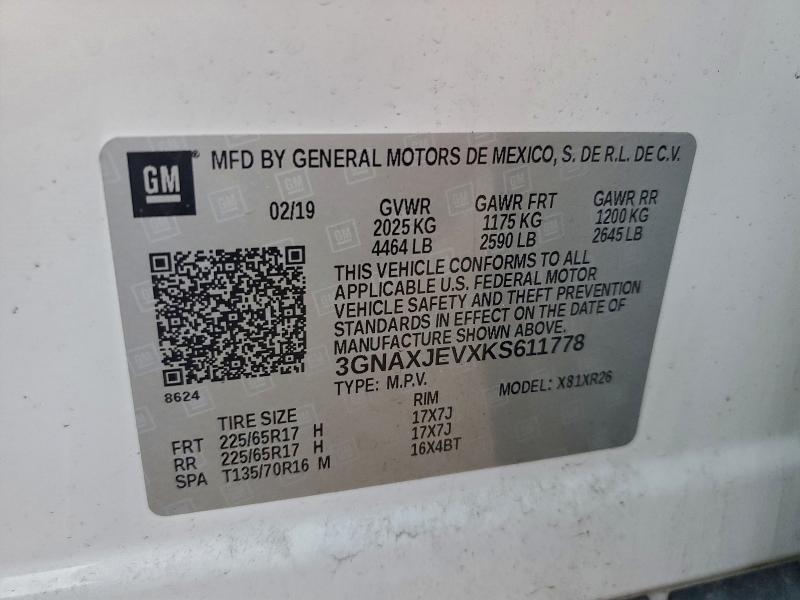 GM ® MFD BY GENERAL MOTORS DE MEXICO, S. DE R.L. DE C.V.
02/19 GVWR GAWR FRT GAWR RR
2025 KG 1175 KG 1200 KG
4464 LB 2590 LB 2645 LB
THIS VEHICLE CONFORMS TO ALL
APPLICABLE U.S. FEDERAL MOTOR
VEHICLE SAFETY AND THEFT PREVENTION
STANDARDS IN EFFECT ON THE DATE OF
MANUFACTURE SHOWN ABOVE.
3GNAXJEVXKS611778
8624 TYPE: M.P.V. MODEL: X81XR26
TIRE SIZE RIM
FRT 225/65R17 H 17X7J
RR 225/65R17 H 17X7J
SPA T135/70R16 M 16X4BT